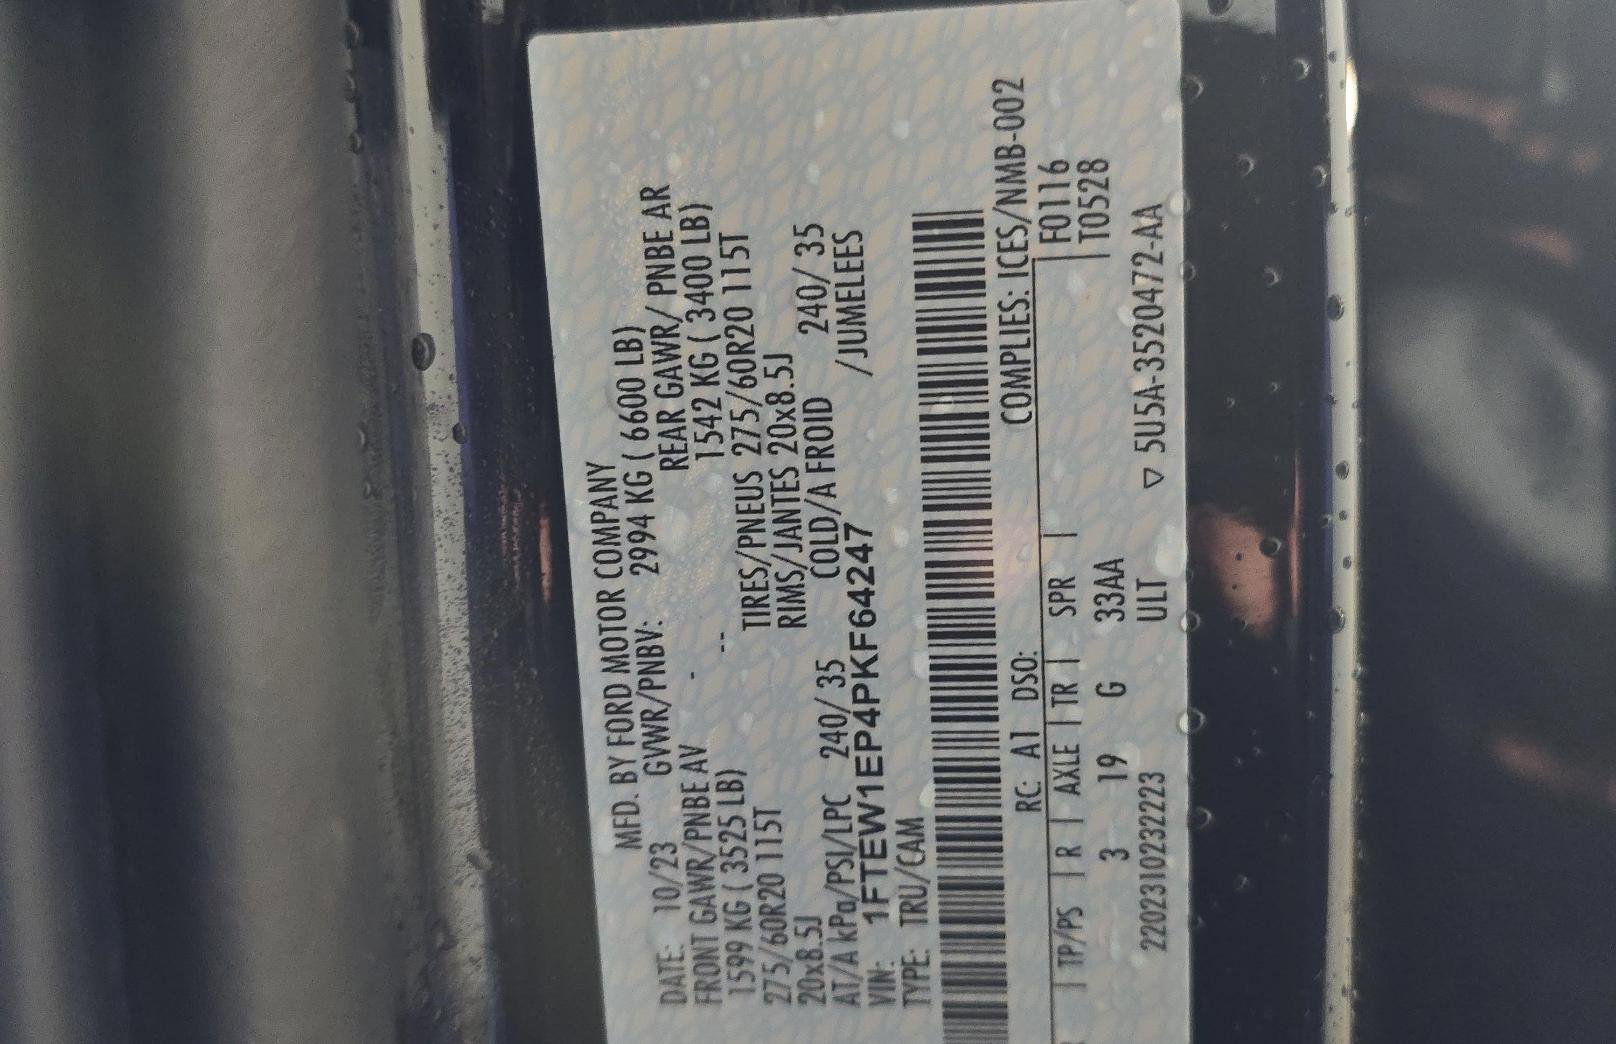 MFD. BY FORD MOTOR COMPANY
DATE: 10/23 GVWR/PNBV: 2994 KG ( 6600 LB)
FRONT GAWR/PNBE AV - REAR GAWR/ PNBE AR
1599 KG ( 3525 LB) -- 1542 KG ( 3400 LB)
275/60R20 115T TIRES/PNEUS 275/60R20 115T
20x8.5J RIMS/JANTES 20x8.5J
AT/A kPa/PSI/LPC 240/ 35 COLD/A FROID 240/ 35
VIN: 1FTEW1EP4PKF64247 /JUMELEES
TYPE: TRU/CAM
RC: A1 DSO: COMPLIES: ICES/NMB-002
| TP/PS | R | AXLE | TR | SPR | | F0116
3 19 G 33AA T0528
2202310232223 ULT ▽ 5U5A-3520472-AA